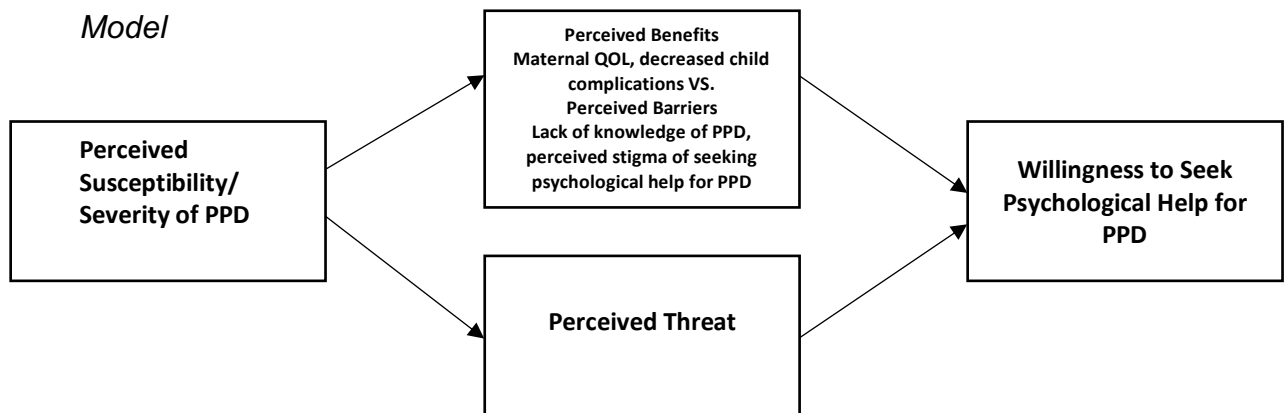 Model
Perceived
Susceptibility/
Severity of PPD
Perceived Benefits
Maternal QOL, decreased child
complications VS.
Perceived Barriers
Lack of knowledge of PPD,
perceived stigma of seeking
psychological help for PPD
Perceived Threat
Willingness to Seek
Psychological Help for
PPD